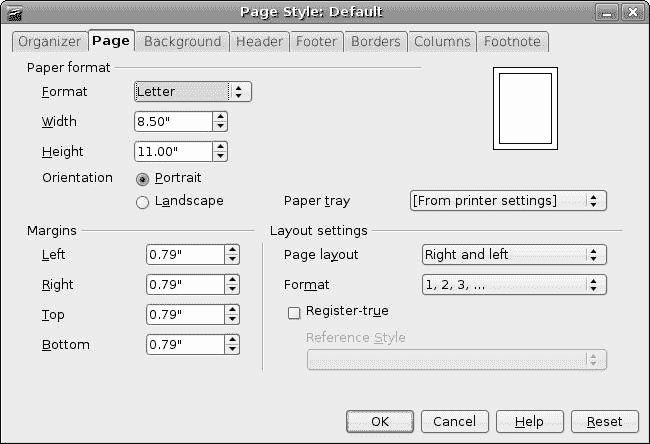 Page Style: Default
Organizer Page Background Header Footer Borders Columns Footnote
Paper format
Format Letter
Width 8.50"
Height 11.00"
Orientation Portrait
Landscape Paper tray [From printer settings]
Margins Layout settings
Left 0.79" Page layout Right and left
Right 0.79" Format 1, 2, 3, ...
Top 0.79" Register-true
Reference Style
Bottom 0.79"
OK Cancel Help Reset